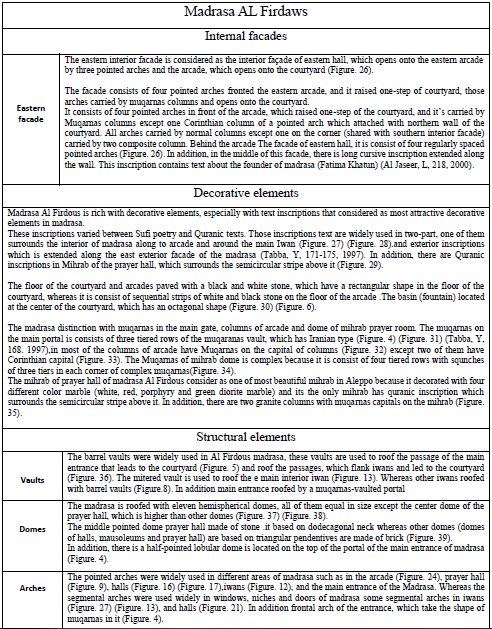 Madrasa AL Firdaws
Internal facades
Eastern facade
The eastern interior facade is considered as the interior façade of eastern hall, which opens onto the eastern arcade
by three pointed arches and the arcade, which opens onto the courtyard (Figure. 26).
The facade consists of four pointed arches fronted the eastern arcade, and it raised one-step of courtyard, those
arches carried by muqarnas columns and opens onto the courtyard.
It consists of four pointed arches in front of the arcade, which raised one-step of the courtyard, and it's carried by
Muqarnas columns except one Corinthian column of a pointed arch which attached with northern wall of the
courtyard. All arches carried by normal columns except one on the corner (shared with southern interior facade)
carried by two composite column. Behind the arcade The facade of eastern hall, it is consist of four regularly spaced
pointed arches (Figure. 26). In addition, in the middle of this facade, there is long cursive inscription extended along
the wall. This inscription contains text about the founder of madrasa (Fatima Khatun) (Al Jaseer, L, 218, 2000).
Decorative elements
Madrasa Al Firdous is rich with decorative elements, especially with text inscriptions that considered as most attractive decorative
elements in madrasa.
These inscriptions varied between Sufi poetry and Quranic texts. Those inscriptions text are widely used in two-part, one of them
surrounds the interior of madrasa along to arcade and around the main Iwan (Figure. 27) (Figure. 28).and exterior inscriptions
which is extended along the east exterior facade of the madrasa (Tabba, Y, 171-175, 1997). In addition, there are Quranic
inscriptions in Mihrab of the prayer hall, which surrounds the semicircular stripe above it (Figure. 29).
The floor of the courtyard and arcades paved with a black and white stone, which have a rectangular shape in the floor of the
courtyard, whereas it is consist of sequential strips of white and black stone on the floor of the arcade .The basin (fountain) located
at the center of the courtyard, which has an octagonal shape (Figure. 30) (Figure. 6).
The madrasa distinction with muqarnas in the main gate, columns of arcade and dome of mihrab prayer room. The muqarnas on
the main portal is consists of three tiered rows of the muqaranas vault, which has Iranian type (Figure. 4) (Figure. 31) (Tabba, Y,
168. 1997),in most of the columns of arcade have Muqarnas on the capital of columns (Figure. 32) except two of them have
Corinthian capital (Figure. 33). The Muqarnas of mihrab dome is complex because it is consist of four tiered rows with squnches
of three tiers in each corner of complex muqarnas(Figure. 34).
The mihrab of prayer hall of madrasa Al Firdous consider as one of most beautiful mihrab in Aleppo because it decorated with four
different color marble (white, red, porphyry and green diorite marble) and its the only mihrab has quranic inscription which
surrounds the semicircular stripe above it. In addition, there are two granite columns with muqarnas capitals on the mihrab (Figure.
35).
Structural elements
Vaults
The barrel vaults were widely used in Al Firdous madrasa, these vaults are used to roof the passage of the main
entrance that leads to the courtyard (Figure. 5) and roof the passages, which flank iwans and led to the courtyard
(Figure. 36). The mitered vault is used to roof the e main interior iwan (Figure. 13). Whereas other iwans roofed
with barrel vaults (Figure.8). In addition main entrance roofed by a muqarnas-vaulted portal
Domes
The madrasa is roofed with eleven hemispherical domes, all of them equal in size except the center dome of the
prayer hall, which is higher than other domes (Figure. 37) (Figure. 38).
The middle pointed dome prayer hall made of stone .it based on dodecagonal neck whereas other domes (domes
of halls, mausoleums and prayer hall) are based on triangular pendentives are made of brick (Figure. 39).
In addition, there is a half-pointed lobular dome is located on the top of the portal of the main entrance of madrasa
(Figure. 4).
Arches
The pointed arches were widely used in different areas of madrasa such as in the arcade (Figure. 24), prayer hall
(Figure. 9), halls (Figure. 16) (Figure. 17),iwans (Figure. 12), and the main entrance of the Madrasa. Whereas the
segmental arches were used widely in windows, niches and doors of madrasa some segmental arches in iwans
(Figure. 27) (Figure. 13), and halls (Figure. 21). In addition frontal arch of the entrance, which take the shape of
muqarnas in it (Figure. 4).